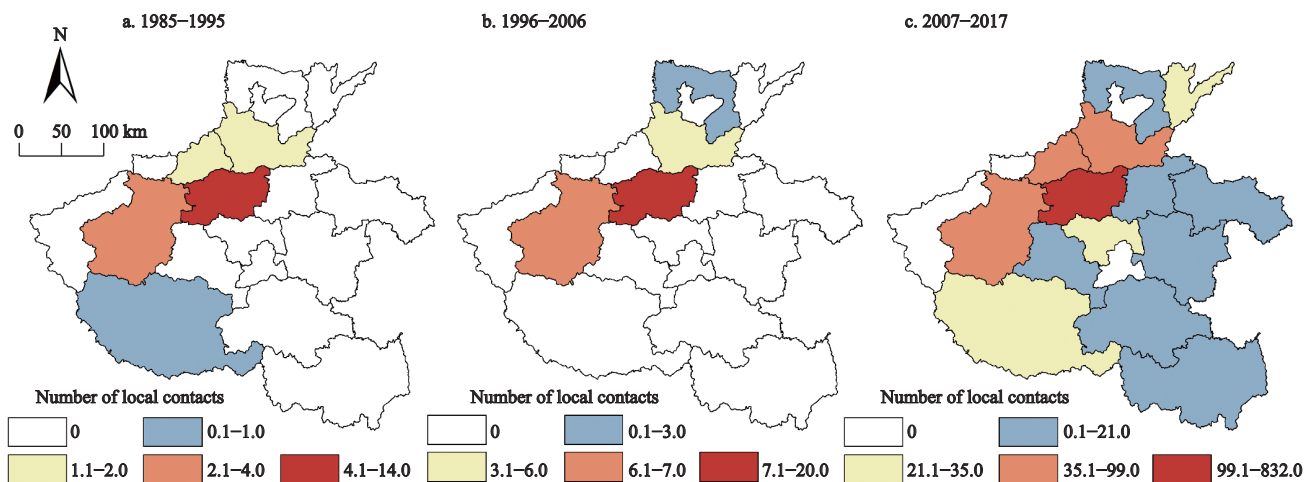 a. 1985–1995
b. 1996–2006
c. 2007–2017
N
0 50 100 km
Number of local contacts
0
0.1–1.0
1.1–2.0
2.1–4.0
4.1–14.0
Number of local contacts
0
0.1–3.0
3.1–6.0
6.1–7.0
7.1–20.0
Number of local contacts
0
0.1–21.0
21.1–35.0
35.1–99.0
99.1–832.0